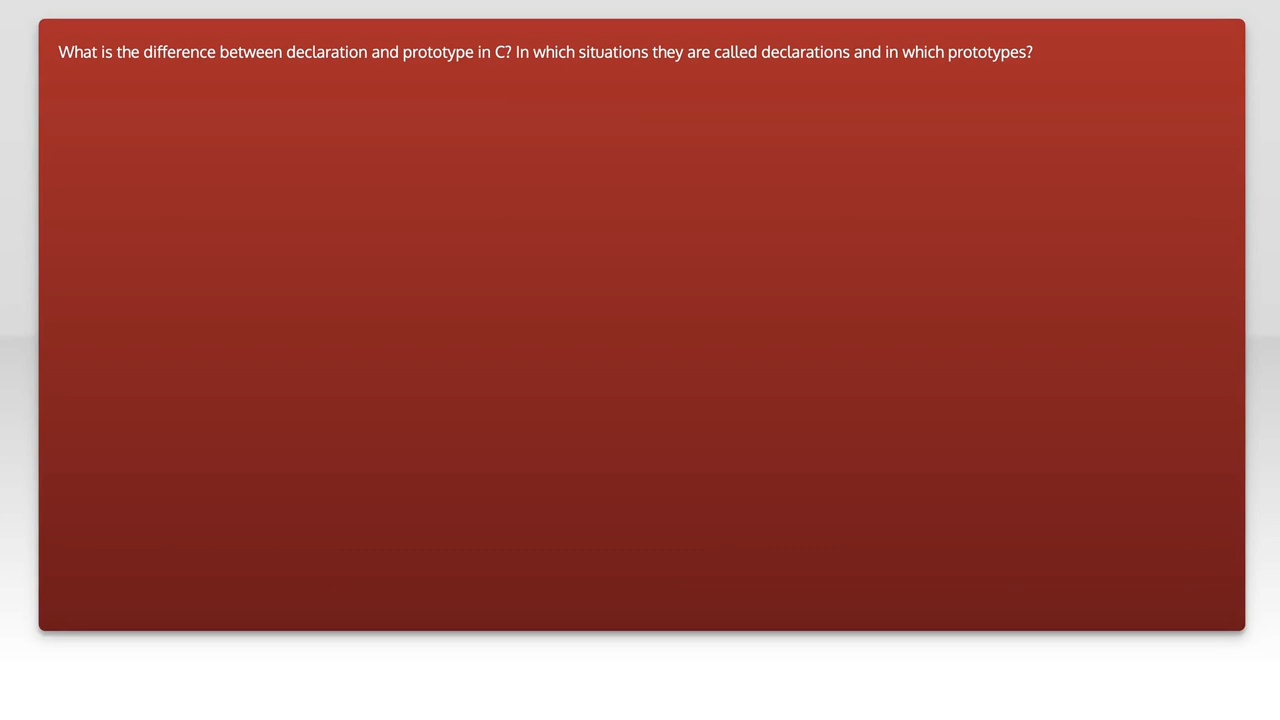 What is the difference between declaration and prototype in C? In which situations they are called declarations and in which prototypes?